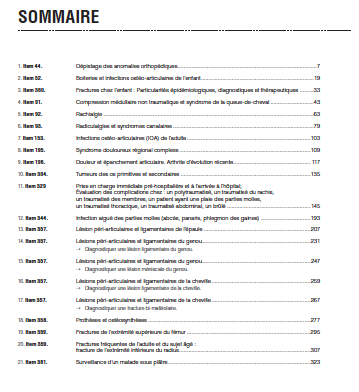 SOMMAIRE
1. Item 44. Dépistage des anomalies orthopédiques 7
2. Item 52. Boiteries et infections ostéo-articulaires de l'enfant 19
3. Item 360. Fractures chez l'enfant : Particularités épidémiologiques, diagnostiques et thérapeutiques 33
4. Item 91. Compression médullaire non traumatique et syndrome de la queue-de-cheval 43
5. Item 92. Rachialgie 63
6. Item 93. Radiculalgies et syndromes canalaires 79
7. Item 153. Infections ostéo-articulaires (IOA) de l'adulte 103
8. Item 195. Syndrome douloureux régional complexe 109
9. Item 196. Douleur et épanchement articulaire. Arthrite d'évolution récente 117
10. Item 304. Tumeurs des os primitives et secondaires 135
11. Item 329 Prise en charge immédiate pré-hospitalière et à l'arrivée à l'hôpital;
Évaluation des complications chez : un polytraumatisé, un traumatisé du rachis,
un traumatisé des membres, un patient ayant une plaie des parties molles,
un traumatisé thoracique, un traumatisé abdominal, un brûlé 145
12. Item 344. Infection aiguë des parties molles (abcès, panaris, phlegmon des gaines) 193
13. Item 357. Lésion péri-articulaires et ligamentaires de l'épaule 207
14. Item 357. Lésions péri-articulaires et ligamentaires du genou 231
→ Diagnostiquer une lésion ligamentaire du genou.
15. Item 357. Lésions péri-articulaires et ligamentaires du genou 247
→ Diagnostiquer une lésion méniscale du genou.
16. Item 357. Lésions péri-articulaires et ligamentaires de la cheville 259
→ Diagnostiquer une lésion ligamentaire de la cheville.
17. Item 357. Lésions péri-articulaires et ligamentaires de la cheville 267
→ Diagnostiquer une fracture bi-malléolaire.
18. Item 358. Prothèses et ostéosynthèses 277
19. Item 359. Fractures de l'extrémité supérieure du fémur 295
20. Item 359. Fractures fréquentes de l'adulte et du sujet âgé :
fracture de l'extrémité inférieure du radius 307
21. Item 361. Surveillance d'un malade sous plâtre 323